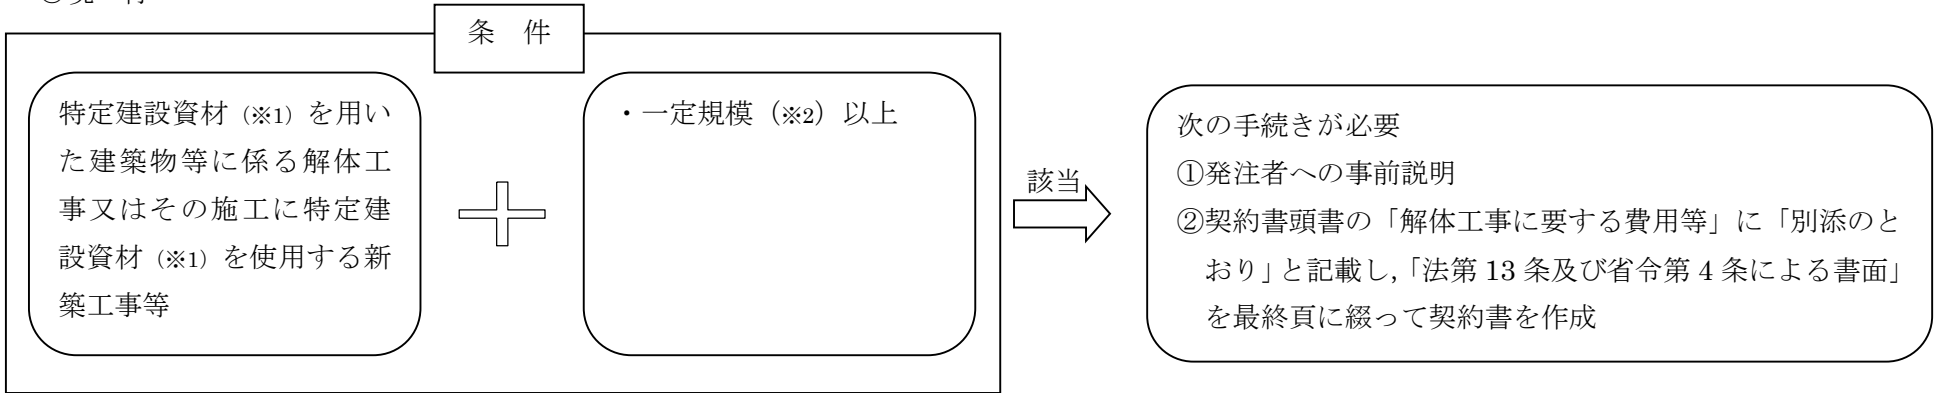 条 件
特定建設資材（※1）を用い
た建築物等に係る解体工
事又はその施工に特定建
設資材（※1）を使用する新
築工事等
・一定規模（※2）以上
該当
次の手続きが必要
①発注者への事前説明
②契約書頭書の「解体工事に要する費用等」に「別添のと
おり」と記載し,「法第 13 条及び省令第 4 条による書面」
を最終頁に綴って契約書を作成